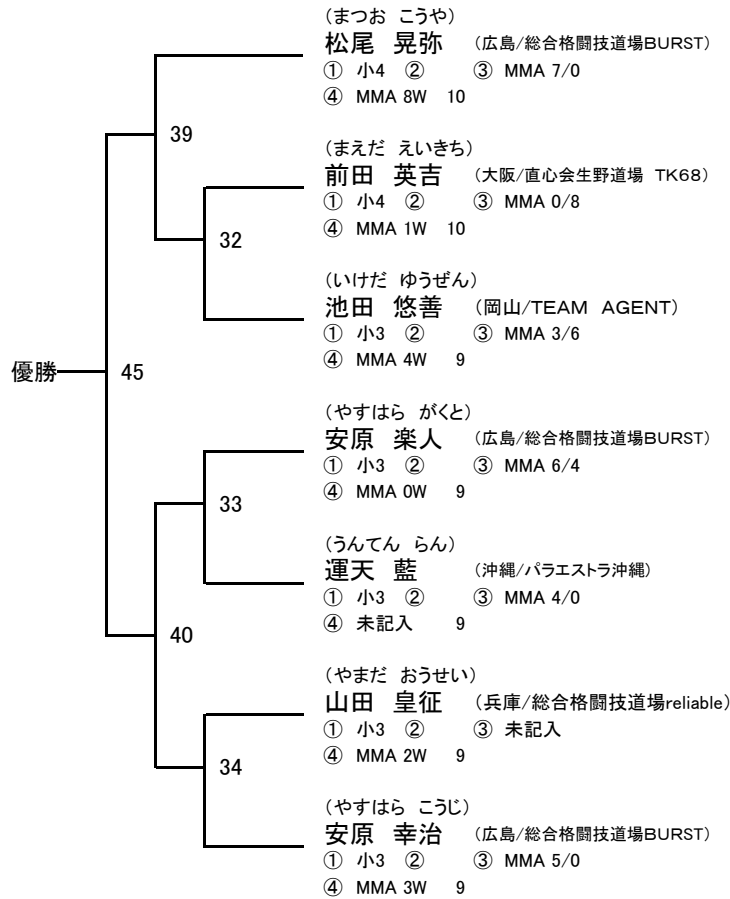 （まつお こうや）
松尾 晃弥 （広島/総合格闘技道場BURST）
① 小4 ② ③ MMA 7/0
④ MMA 8W 10
39
（まえだ えいきち）
前田 英吉 （大阪/直心会生野道場 TK68）
① 小4 ② ③ MMA 0/8
④ MMA 1W 10
32
（いけだ ゆうぜん）
池田 悠善 （岡山/TEAM AGENT）
① 小3 ② ③ MMA 3/6
④ MMA 4W 9
優勝 45
（やすはら がくと）
安原 楽人 （広島/総合格闘技道場BURST）
① 小3 ② ③ MMA 6/4
④ MMA 0W 9
33
（うんてん らん）
運天 藍 （沖縄/パラエストラ沖縄）
① 小3 ② ③ MMA 4/0
④ 未記入 9
40
（やまだ おうせい）
山田 皇征 （兵庫/総合格闘技道場reliable）
① 小3 ② ③ 未記入
④ MMA 2W 9
34
（やすはら こうじ）
安原 幸治 （広島/総合格闘技道場BURST）
① 小3 ② ③ MMA 5/0
④ MMA 3W 9